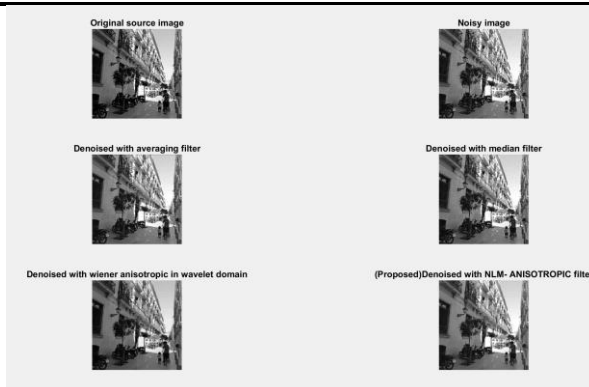 Original source image
Noisy image
Denoised with averaging filter
Denoised with median filter
Denoised with wiener anisotropic in wavelet domain
(Proposed)Denoised with NLM- ANISOTROPIC filte